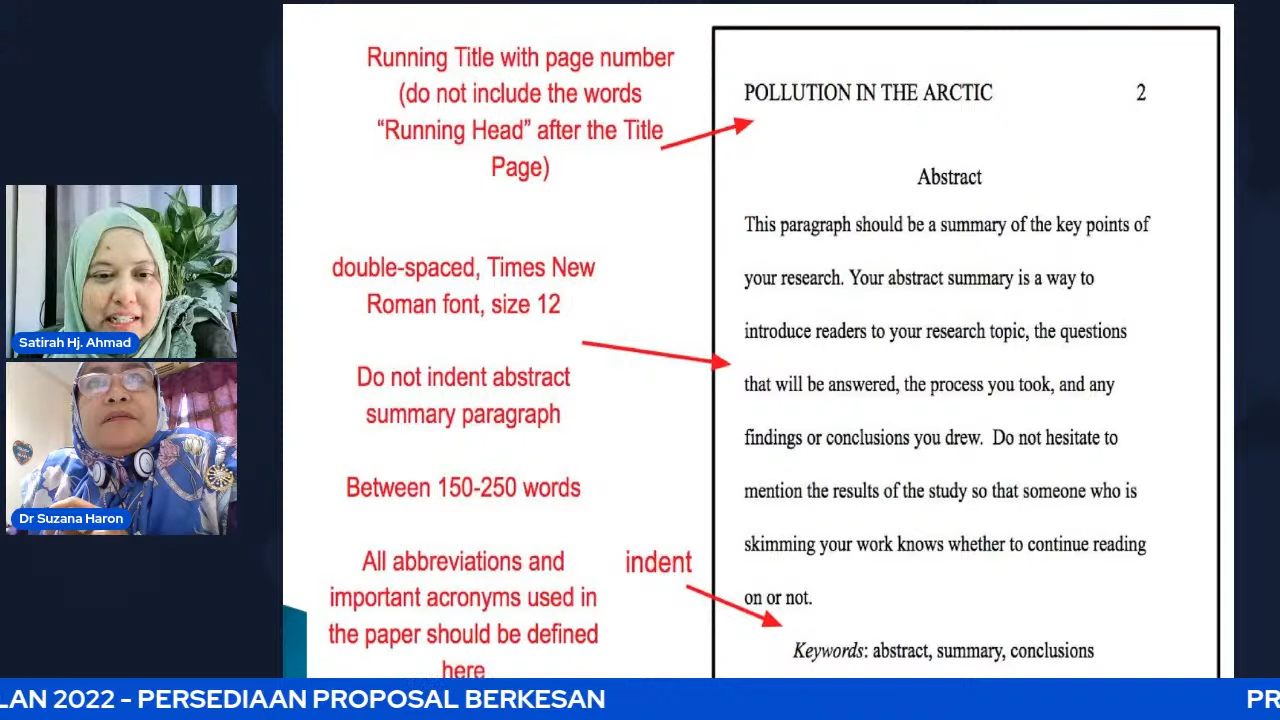 Running Title with page number
(do not include the words
“Running Head” after the Title
Page)
double-spaced, Times New
Roman font, size 12
Do not indent abstract
summary paragraph
Between 150-250 words
All abbreviations and
important acronyms used in
the paper should be defined
here
indent
POLLUTION IN THE ARCTIC 2
Abstract
This paragraph should be a summary of the key points of
your research. Your abstract summary is a way to
introduce readers to your research topic, the questions
that will be answered, the process you took, and any
findings or conclusions you drew. Do not hesitate to
mention the results of the study so that someone who is
skimming your work knows whether to continue reading
on or not.
Keywords: abstract, summary, conclusions
Satirah Hj. Ahmad
Dr Suzana Haron
LAN 2022 - PERSEDIAAN PROPOSAL BERKESAN
PR